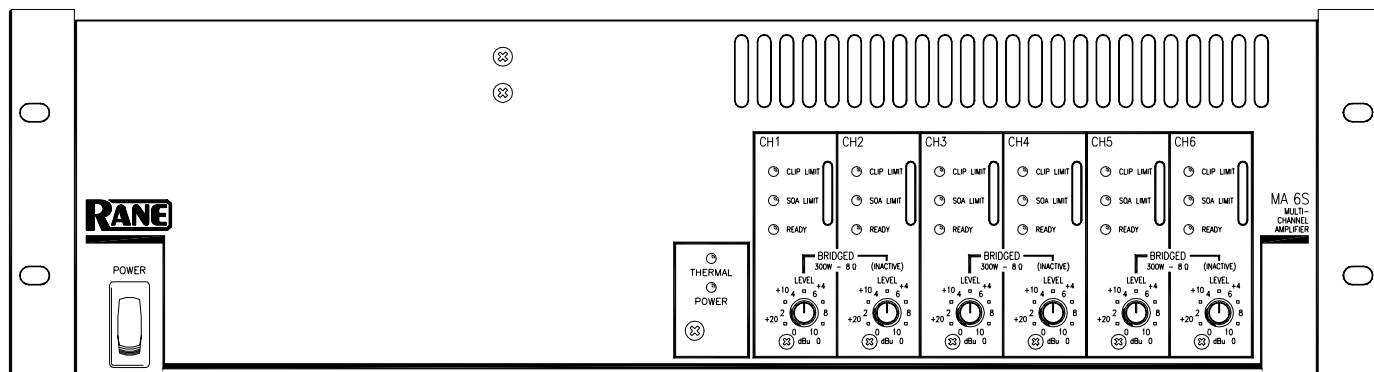 CH1 CH2 CH3 CH4 CH5 CH6
CLIP LIMIT CLIP LIMIT CLIP LIMIT CLIP LIMIT CLIP LIMIT CLIP LIMIT
SOA LIMIT SOA LIMIT SOA LIMIT SOA LIMIT SOA LIMIT SOA LIMIT
READY READY READY READY READY READY
RANE
MA 6S
MULTI-
CHANNEL
AMPLIFIER
POWER
THERMAL
POWER
BRIDGED BRIDGED BRIDGED
300W - 8 Ω (INACTIVE) 300W - 8 Ω (INACTIVE) 300W - 8 Ω (INACTIVE)
LEVEL LEVEL LEVEL LEVEL LEVEL LEVEL
+10 4 6 +4 +10 4 6 +4 +10 4 6 +4 +10 4 6 +4 +10 4 6 +4 +10 4 6 +4
+20 2 8 +20 2 8 +20 2 8 +20 2 8 +20 2 8 +20 2 8
0 10 0 10 0 10 0 10 0 10 0 10
dBu 0 dBu 0 dBu 0 dBu 0 dBu 0 dBu 0